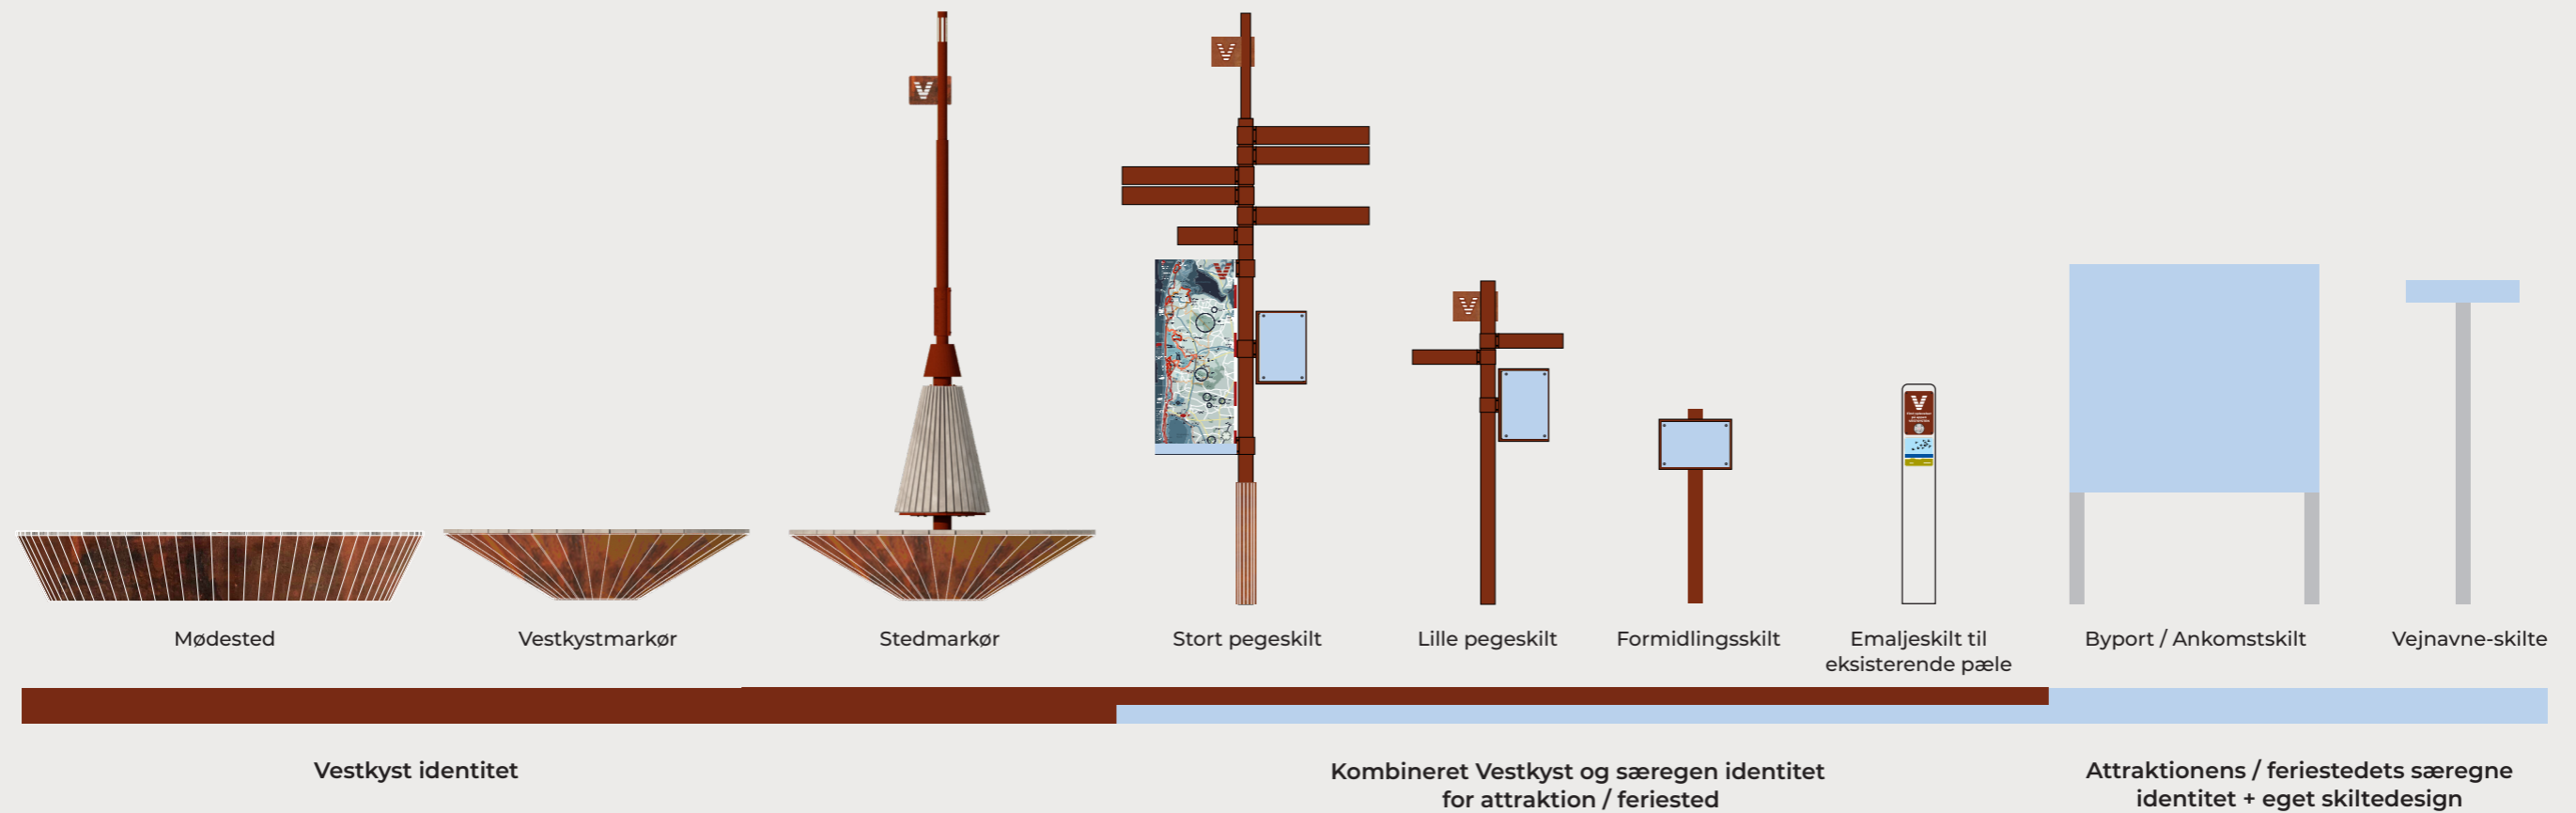 V
V
V
V
Mødested
Vestkystmarkør
Stedmarkør
Stort pegeskilt
Lille pegeskilt
Formidlingsskilt
Emaljeskilt til
eksisterende pæle
Byport / Ankomstskilt
Vejnavne-skilte
Vestkyst identitet
Kombineret Vestkyst og særegen identitet
for attraktion / feriested
Attraktionens / feriestedets særegne
identitet + eget skiltedesign